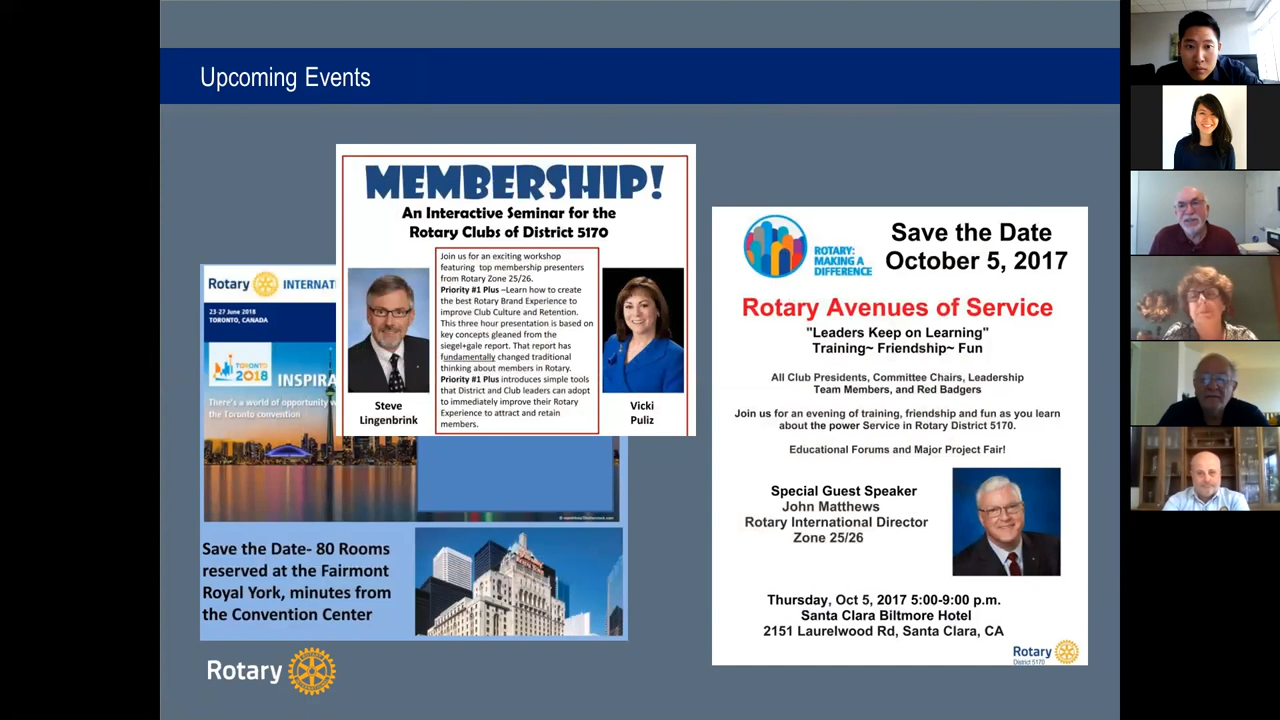 Upcoming Events
MEMBERSHIP!
An Interactive Seminar for the
Rotary Clubs of District 5170
Join us for an exciting workshop
featuring top membership presenters
from Rotary Zone 25/26.
Priority #1 Plus –Learn how to create
the best Rotary Brand Experience to
improve Club Culture and Retention.
This three hour presentation is based on
key concepts gleaned from the
siegel+gale report. That report has
fundamentally changed traditional
thinking about members in Rotary.
Priority #1 Plus introduces simple tools
that District and Club leaders can adopt
to immediately improve their Rotary
Experience to attract and retain
members.
Steve
Lingenbrink
Vicki
Puliz
Rotary INTERNAT
23-27 June 2018
TORONTO, CANADA
TORONTO
2018
INSPIRA
There's a world of opportunity w
the Toronto convention
Save the Date- 80 Rooms
reserved at the Fairmont
Royal York, minutes from
the Convention Center
Rotary
ROTARY:
MAKING A
DIFFERENCE
Save the Date
October 5, 2017
Rotary Avenues of Service
"Leaders Keep on Learning"
Training~ Friendship~ Fun
All Club Presidents, Committee Chairs, Leadership
Team Members, and Red Badgers
Join us for an evening of training, friendship and fun as you learn
about the power Service in Rotary District 5170.
Educational Forums and Major Project Fair!
Special Guest Speaker
John Matthews
Rotary International Director
Zone 25/26
Thursday, Oct 5, 2017 5:00-9:00 p.m.
Santa Clara Biltmore Hotel
2151 Laurelwood Rd, Santa Clara, CA
Rotary
District 5170